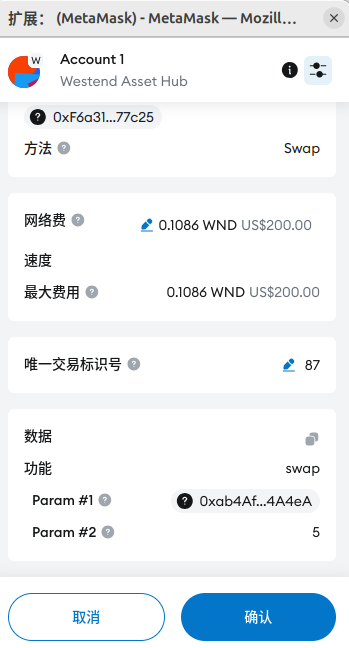 扩展： (MetaMask) - MetaMask — Mozill...
W
Account 1
Westend Asset Hub
0xF6a31...77c25
方法
Swap
网络费
0.1086 WND US$200.00
速度
最大费用
0.1086 WND US$200.00
唯一交易标识号
87
数据
功能
swap
Param #1
0xab4Af...4A4eA
Param #2
5
取消
确认